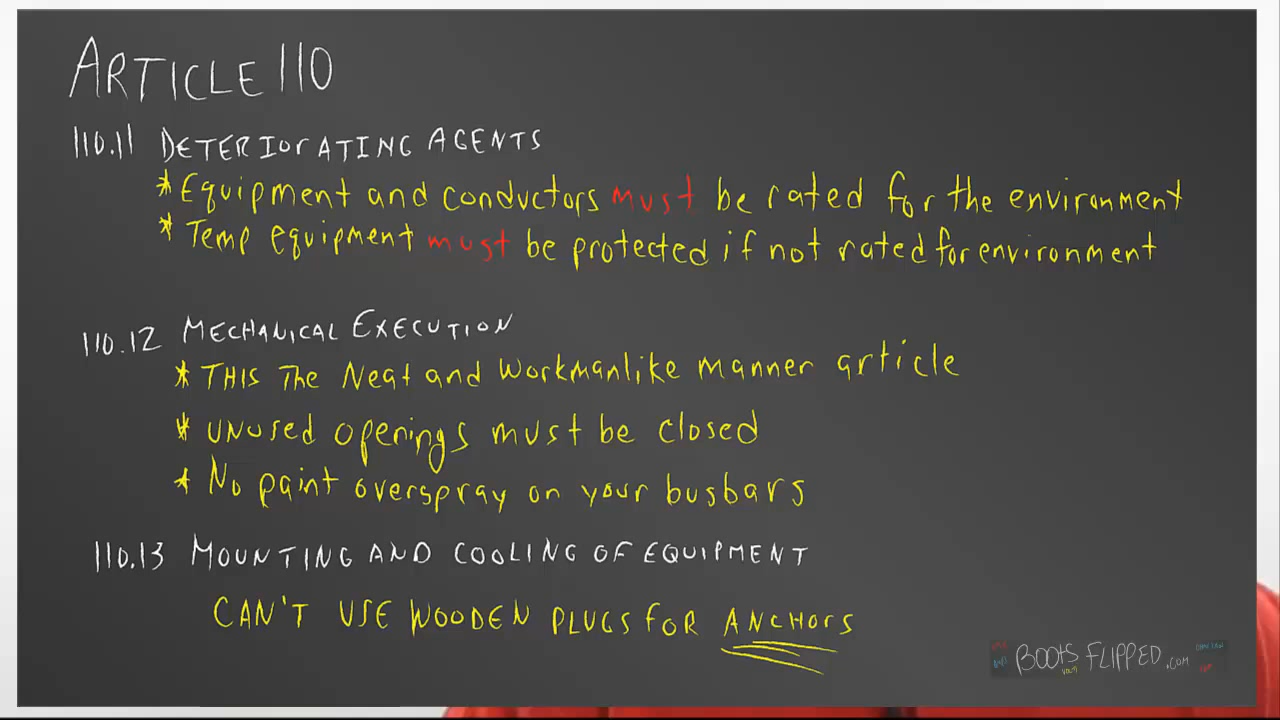 ARTICLE 110
110.11 DETERIORATING AGENTS
*Equipment and conductors must be rated for the environment
*Temp equipment must be protected if not rated for environment
110.12 MECHANICAL EXECUTION
*THIS THE Neat and Workmanlike manner article
*UNUSED openings must be closed
*No paint overspray on your busbars
110.13 MOUNTING AND COOLING OF EQUIPMENT
CAN'T USE WOODEN PLUGS FOR ANCHORS
BOOTS FLIPPED.COM